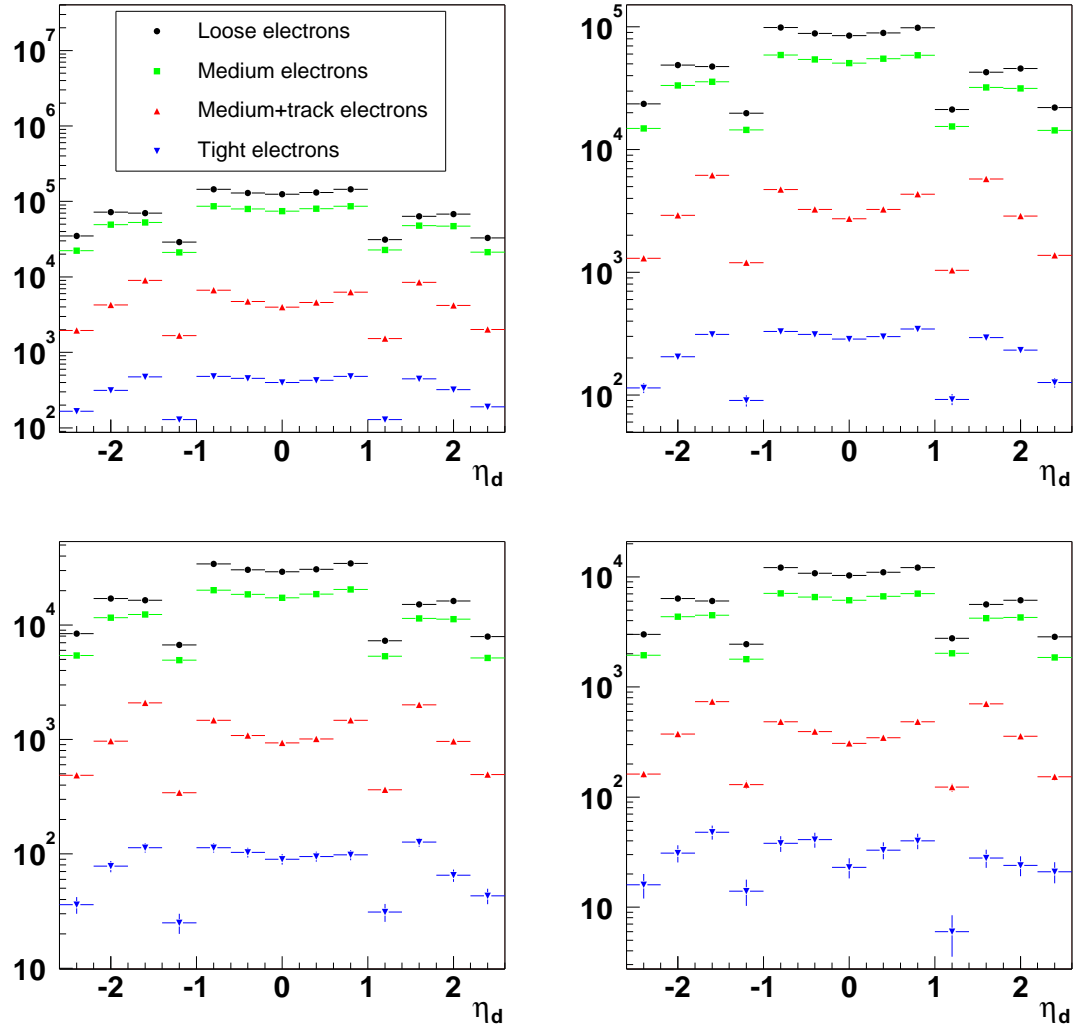 Loose electrons
Medium electrons
Medium+track electrons
Tight electrons
10^7
10^6
10^5
10^4
10^3
10^2
-2 -1 0 1 2
η_d
10^5
10^4
10^3
10^2
-2 -1 0 1 2
η_d
10^4
10^3
10^2
10
-2 -1 0 1 2
η_d
10^4
10^3
10^2
10
-2 -1 0 1 2
η_d